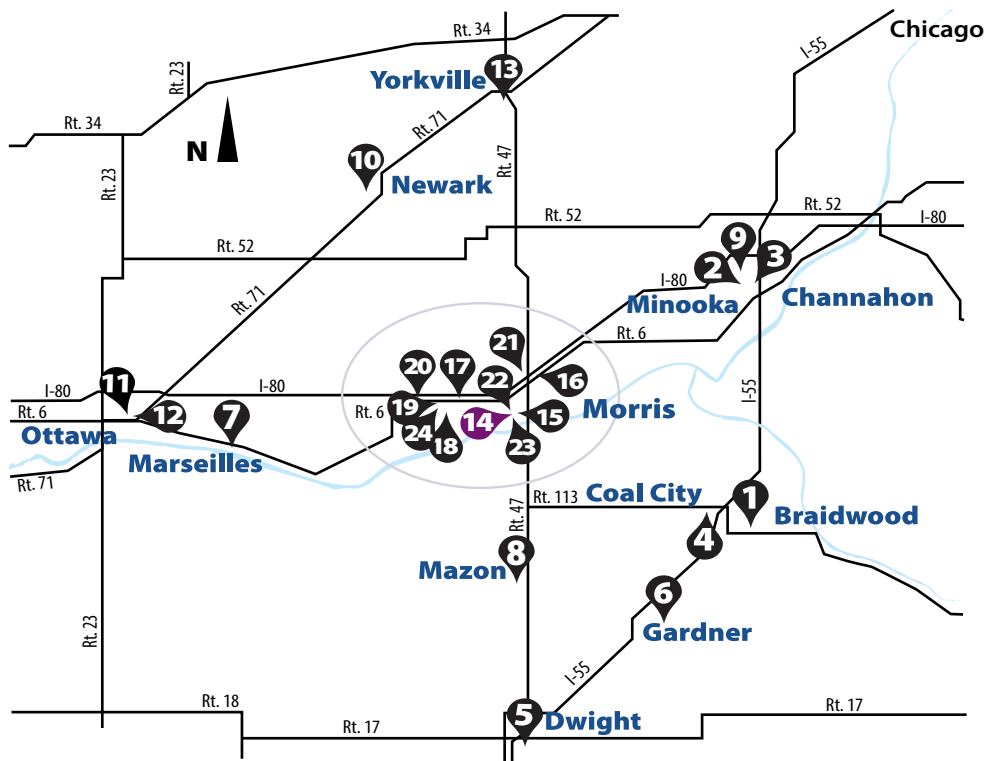 Chicago
Rt. 34
I-55
Rt. 23
13
Yorkville
Rt. 34
Rt. 71
N
10
Newark
Rt. 47
Rt. 23
Rt. 52
Rt. 52
I-80
9
2
3
Rt. 52
I-80
Minooka
Channahon
Rt. 71
Rt. 6
21
20
17
22
16
11
I-80
I-55
Rt. 6
12
7
Rt. 6
19
14
15
Morris
Ottawa
24
18
23
Marseilles
Rt. 71
Coal City
Rt. 113
1
Braidwood
Rt. 47
8
4
Mazon
6
Gardner
Rt. 23
I-55
Rt. 18
5
Dwight
Rt. 17
Rt. 17